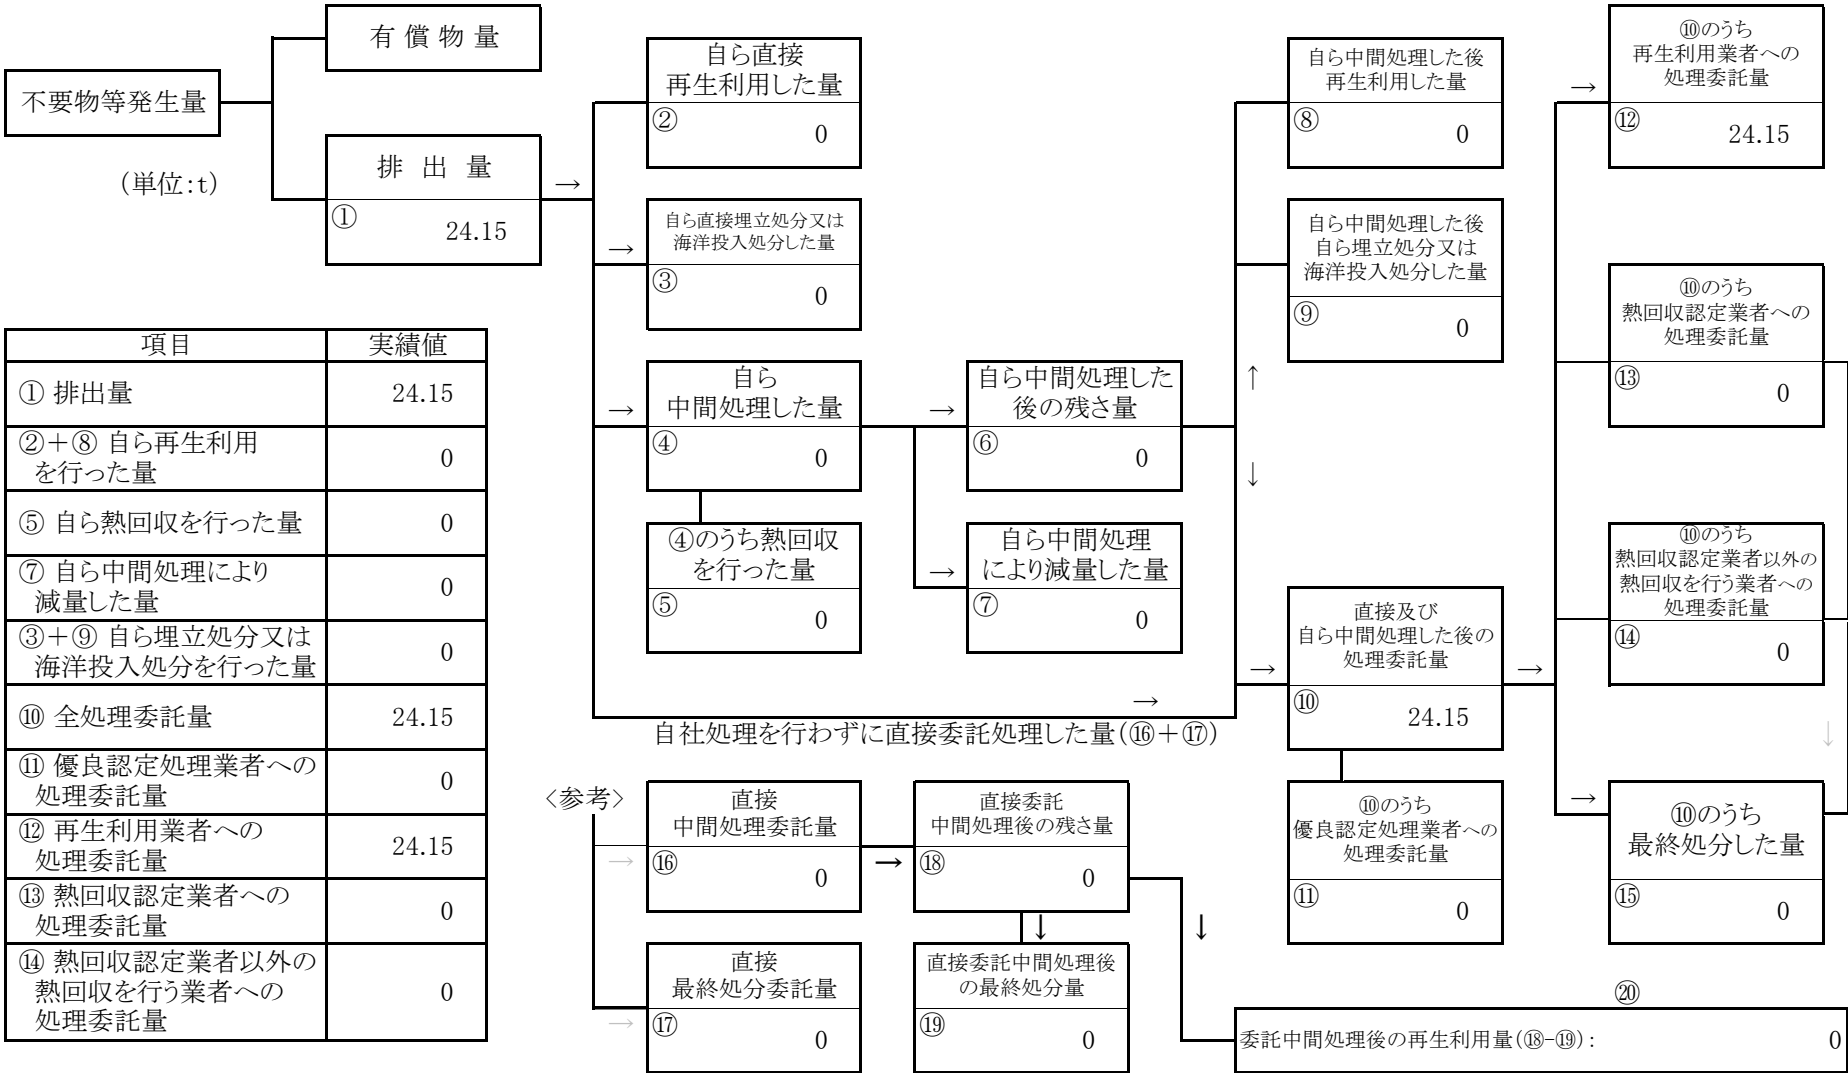 有償物量
不要物等発生量
(単位:t)
排出量
→
①
24.15
自ら直接
再生利用した量
②
0
→
自ら直接埋立処分又は
海洋投入処分した量
③
0
→
自ら
中間処理した量
④
0
④のうち熱回収
を行った量
⑤
0
→
自ら中間処理した
後の残さ量
⑥
0
→
自ら中間処理
により減量した量
⑦
0
↑
↓
自ら中間処理した後
再生利用した量
⑧
0
自ら中間処理した後
自ら埋立処分又は
海洋投入処分した量
⑨
0
→
自社処理を行わずに直接委託処理した量(⑯+⑰)
→
直接及び
自ら中間処理した後の
処理委託量
⑩
24.15
→
⑩のうち
優良認定処理業者への
処理委託量
⑪
0
→
⑩のうち
再生利用業者への
処理委託量
⑫
24.15
⑩のうち
熱回収認定業者への
処理委託量
⑬
0
⑩のうち
熱回収認定業者以外の
熱回収を行う業者への
処理委託量
⑭
0
↓
→
⑩のうち
最終処分した量
⑮
0
項目 実績値
① 排出量 24.15
②+⑧ 自ら再生利用
を行った量 0
⑤ 自ら熱回収を行った量 0
⑦ 自ら中間処理により
減量した量 0
③+⑨ 自ら埋立処分又は
海洋投入処分を行った量 0
⑩ 全処理委託量 24.15
⑪ 優良認定処理業者への
処理委託量 0
⑫ 再生利用業者への
処理委託量 24.15
⑬ 熱回収認定業者への
処理委託量 0
⑭ 熱回収認定業者以外の
熱回収を行う業者への
処理委託量 0
〈参考〉
→
直接
中間処理委託量
⑯
0
→
直接委託
中間処理後の残さ量
⑱
0
↓
↓
→
直接
最終処分委託量
⑰
0
直接委託中間処理後
の最終処分量
⑲
0
⑳
委託中間処理後の再生利用量(⑱-⑲): 0